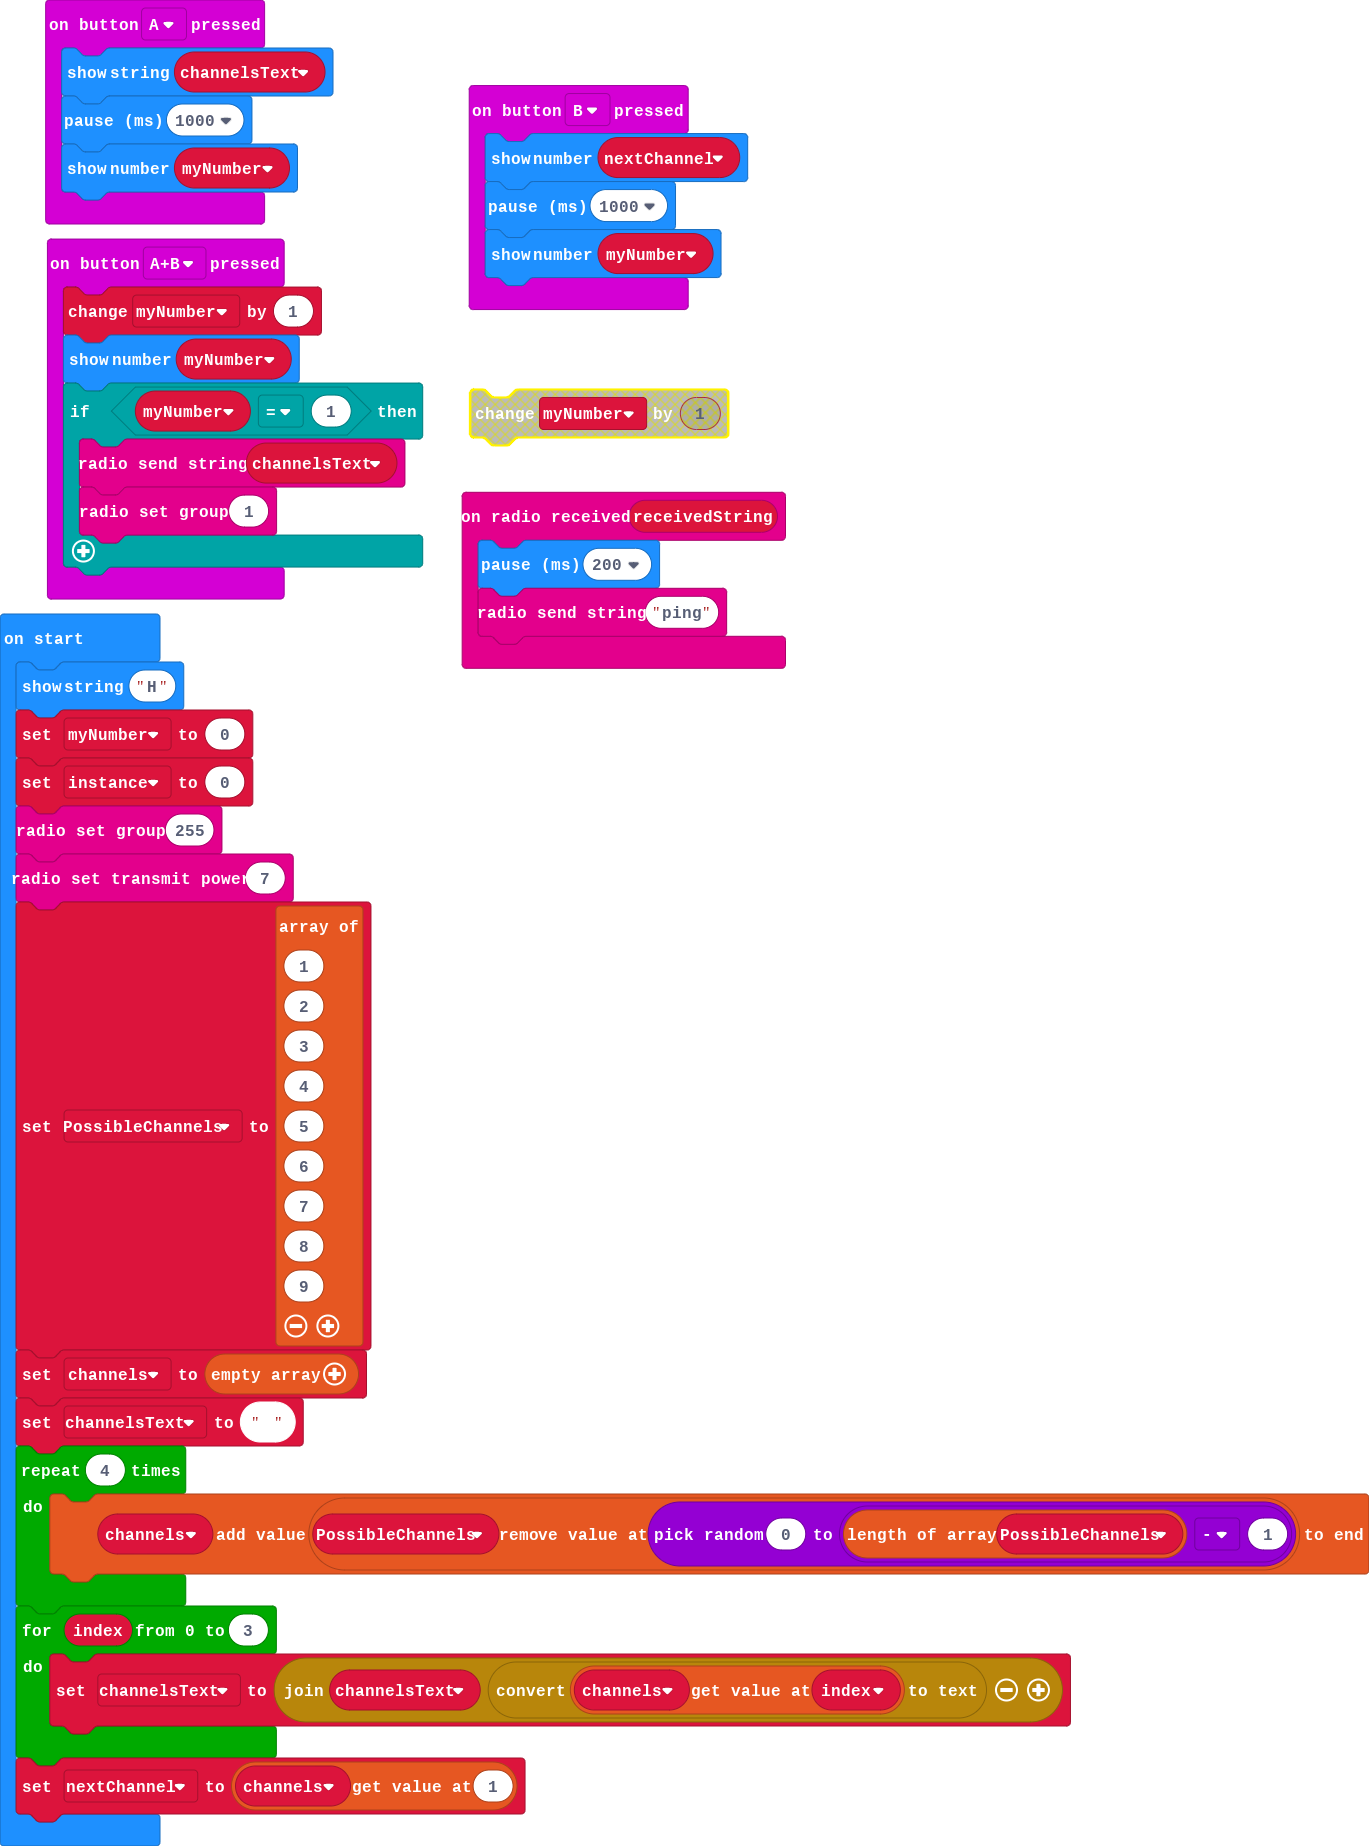 on button A pressed
show string channelsText
pause (ms) 1000
show number myNumber
on button B pressed
show number nextChannel
pause (ms) 1000
show number myNumber
on button A+B pressed
change myNumber by 1
show number myNumber
if myNumber = 1 then
radio send string channelsText
radio set group 1
change myNumber by 1
on radio received receivedString
pause (ms) 200
radio send string "ping"
on start
show string "H"
set myNumber to 0
set instance to 0
radio set group 255
radio set transmit power 7
array of
1
2
3
4
set PossibleChannels to 5
6
7
8
9
set channels to empty array
set channelsText to " "
repeat 4 times
do
channels add value PossibleChannels remove value at pick random 0 to length of array PossibleChannels - 1 to end
for index from 0 to 3
do
set channelsText to join channelsText convert channels get value at index to text
set nextChannel to channels get value at 1